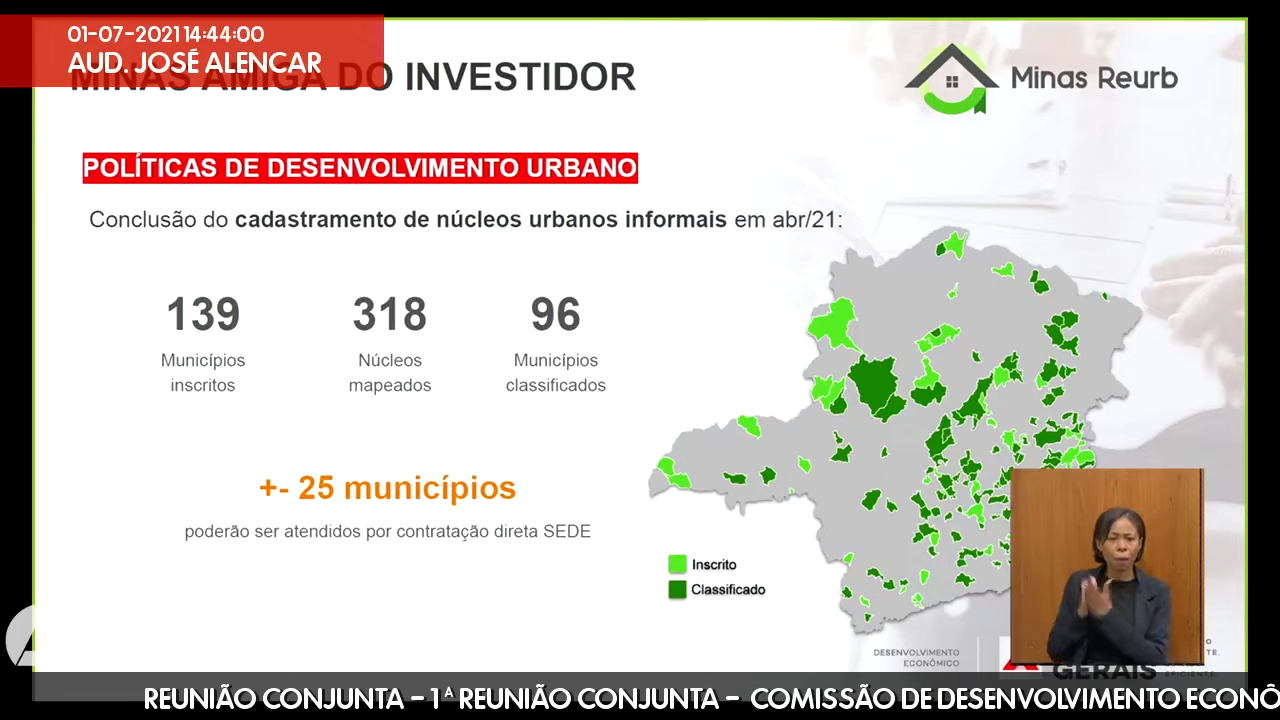 01-07-2021 14:44:00
AUD. JOSÉ ALENCAR
MINAS AMIGA DO INVESTIDOR
Minas Reurb
POLÍTICAS DE DESENVOLVIMENTO URBANO
Conclusão do cadastramento de núcleos urbanos informais em abr/21:
139
Municípios
inscritos
318
Núcleos
mapeados
96
Municípios
classificados
+- 25 municípios
poderão ser atendidos por contratação direta SEDE
Inscrito
Classificado
DESENVOLVIMENTO
ECONÔMICO
GERAIS
REUNIÃO CONJUNTA - 1ª REUNIÃO CONJUNTA - COMISSÃO DE DESENVOLVIMENTO ECONÔ